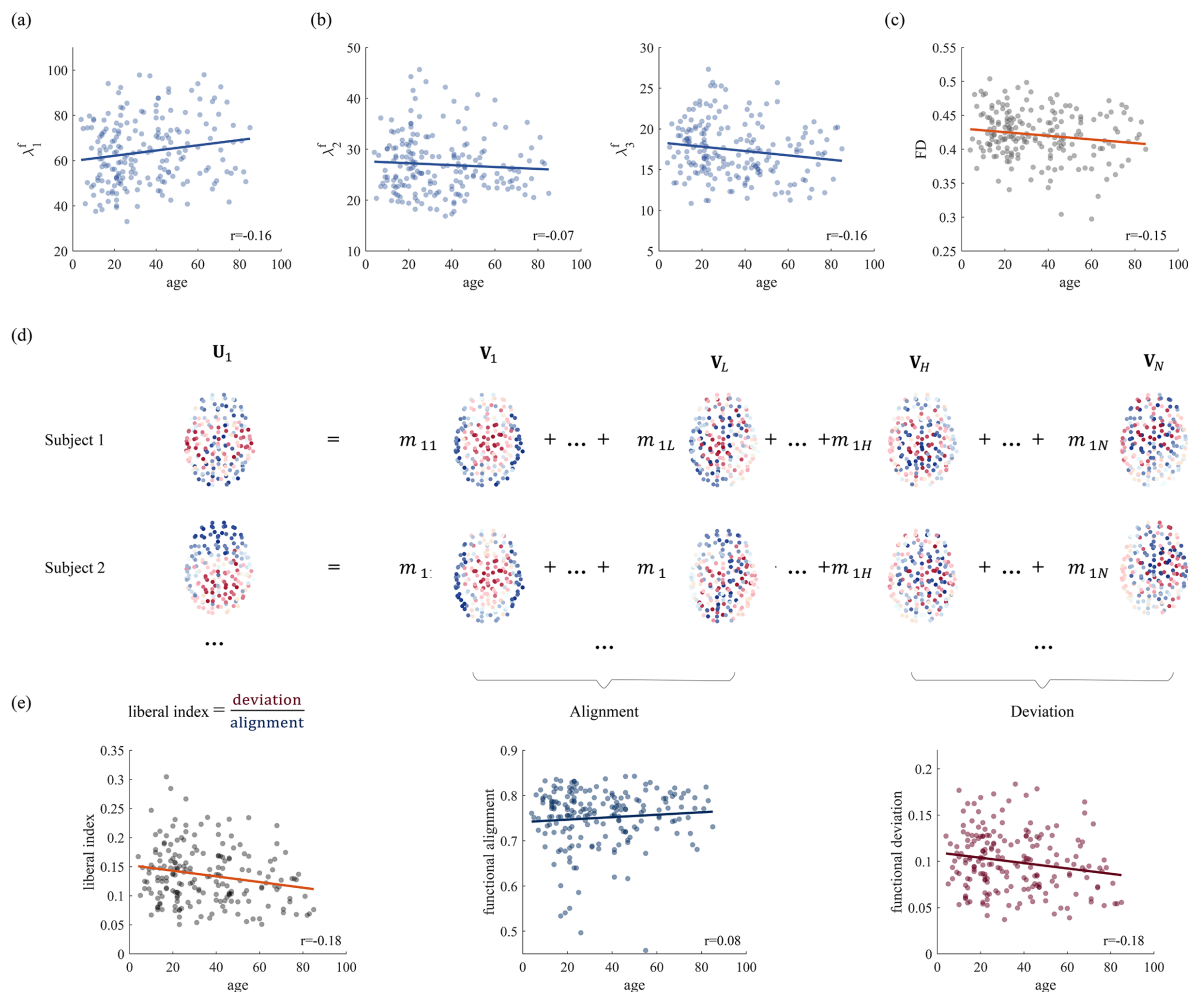 (a)
(b)
(c)
100
80
60
40
20
λ₁ᶠ
0 20 40 60 80 100
age
r=-0.16
50
40
30
20
10
λ₂ᶠ
0 20 40 60 80 100
age
r=-0.07
30
25
20
15
10
5
λ₃ᶠ
0 20 40 60 80 100
age
r=-0.16
0.55
0.5
0.45
0.4
0.35
0.3
0.25
FD
0 20 40 60 80 100
age
r=-0.15
(d)
U₁ V₁ V_L V_H V_N
Subject 1 = m₁₁ + ... + m₁L + ... + m₁H + ... + m₁N
Subject 2 = m₁: + ... + m₁ . ... + m₁H + ... + m₁N
... ... ...
(e)
liberal index = deviation
alignment
Alignment
Deviation
0.35
0.3
0.25
0.2
0.15
0.1
0.05
0
liberal index
0 20 40 60 80 100
age
r=-0.18
0.9
0.8
0.7
0.6
0.5
functional alignment
0 20 40 60 80 100
age
r=0.08
0.2
0.15
0.1
0.05
0
functional deviation
0 20 40 60 80 100
age
r=-0.18